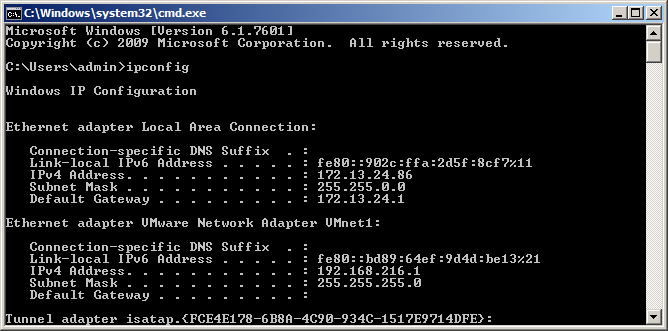 C:\Windows\system32\cmd.exe
Microsoft Windows [Version 6.1.7601]
Copyright (c) 2009 Microsoft Corporation.  All rights reserved.
C:\Users\admin>ipconfig
Windows IP Configuration
Ethernet adapter Local Area Connection:
   Connection-specific DNS Suffix  . :
   Link-local IPv6 Address . . . . . : fe80::902c:ffa:2d5f:8cf7%11
   IPv4 Address. . . . . . . . . . . : 172.13.24.86
   Subnet Mask . . . . . . . . . . . : 255.255.0.0
   Default Gateway . . . . . . . . . : 172.13.24.1
Ethernet adapter VMware Network Adapter VMnet1:
   Connection-specific DNS Suffix  . :
   Link-local IPv6 Address . . . . . : fe80::bd89:64ef:9d4d:be13%21
   IPv4 Address. . . . . . . . . . . : 192.168.216.1
   Subnet Mask . . . . . . . . . . . : 255.255.255.0
   Default Gateway . . . . . . . . . :
Tunnel adapter isatap.{FCE4E178-6B8A-4C90-934C-1517E9714DFE}: